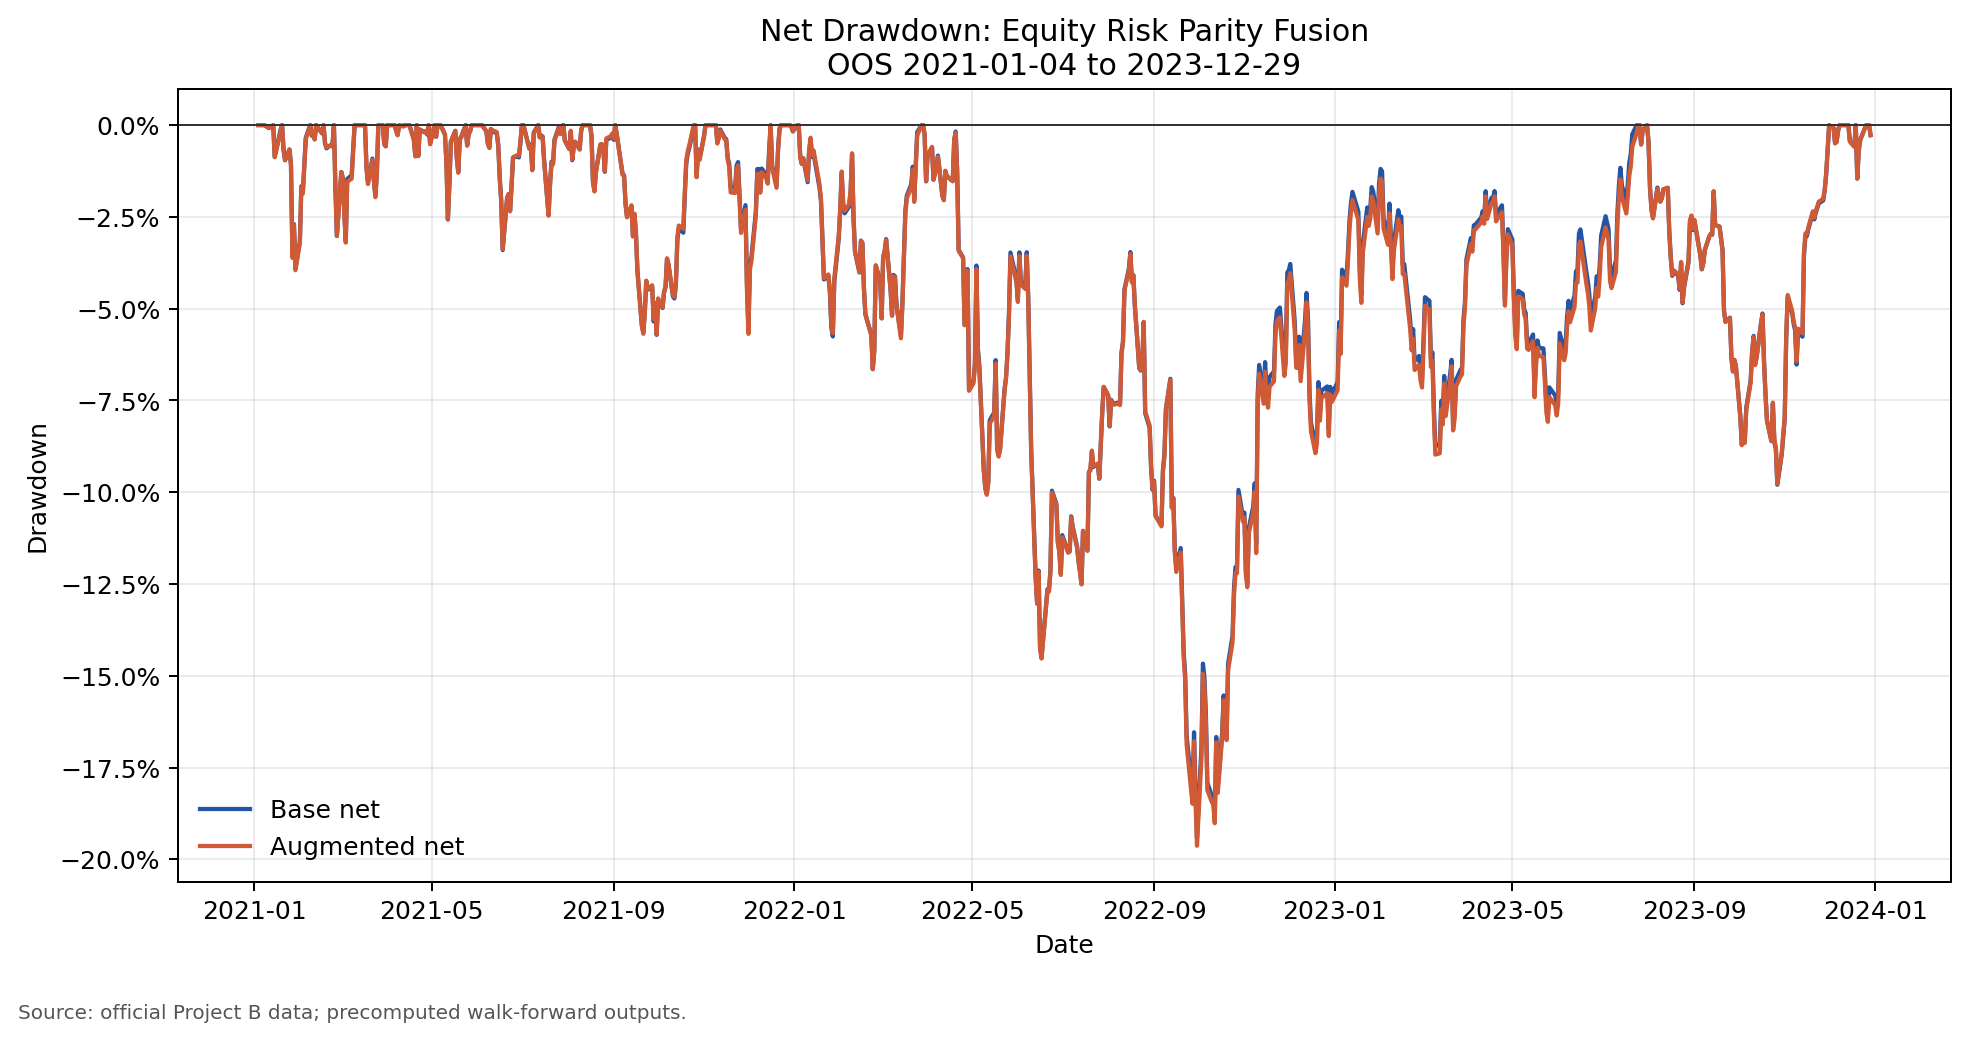 Net Drawdown: Equity Risk Parity Fusion
OOS 2021-01-04 to 2023-12-29
0.0%
−2.5%
−5.0%
−7.5%
−10.0%
−12.5%
−15.0%
−17.5%
−20.0%
Drawdown
Base net
Augmented net
2021-01 2021-05 2021-09 2022-01 2022-05 2022-09 2023-01 2023-05 2023-09 2024-01
Date
Source: official Project B data; precomputed walk-forward outputs.